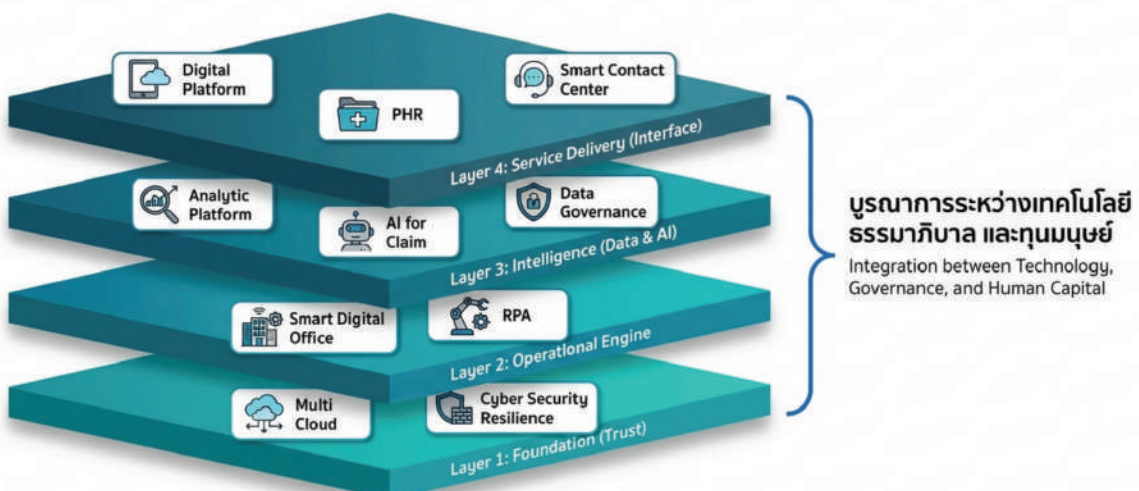 Digital
Platform
PHR
Smart Contact
Center
Layer 4: Service Delivery (Interface)
Analytic
Platform
AI for
Claim
Data
Governance
Layer 3: Intelligence (Data & AI)
Smart Digital
Office
RPA
Layer 2: Operational Engine
Multi
Cloud
Cyber Security
Resilience
Layer 1: Foundation (Trust)
บูรณาการระหว่างเทคโนโลยี
ธรรมาภิบาล และทุนมนุษย์
Integration between Technology,
Governance, and Human Capital